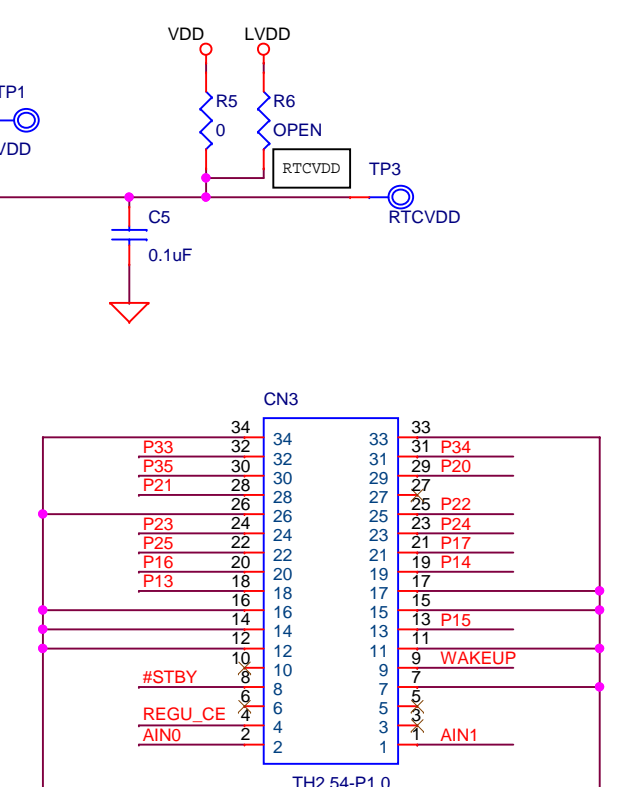 VDD LVDD
TP1
R5 R6
0 OPEN
VDD
RTCVDD TP3
RTCVDD
C5
0.1uF
CN3
34 33
34 33
P33 32 31 P34
32 31
P35 30 29 P20
30 29
P21 28 27
28 27
26 25 P22
26 25
P23 24 23 P24
24 23
P25 22 21 P17
22 21
P16 20 19 P14
20 19
P13 18 17
18 17
16 15
16 15
14 13 P15
14 13
12 11
12 11
10 9 WAKEUP
10 9
#STBY 8 7
8 7
6 5
6 5
REGU_CE 4 3
4 3
AIN0 2 1 AIN1
2 1
TH2.54-P1.0